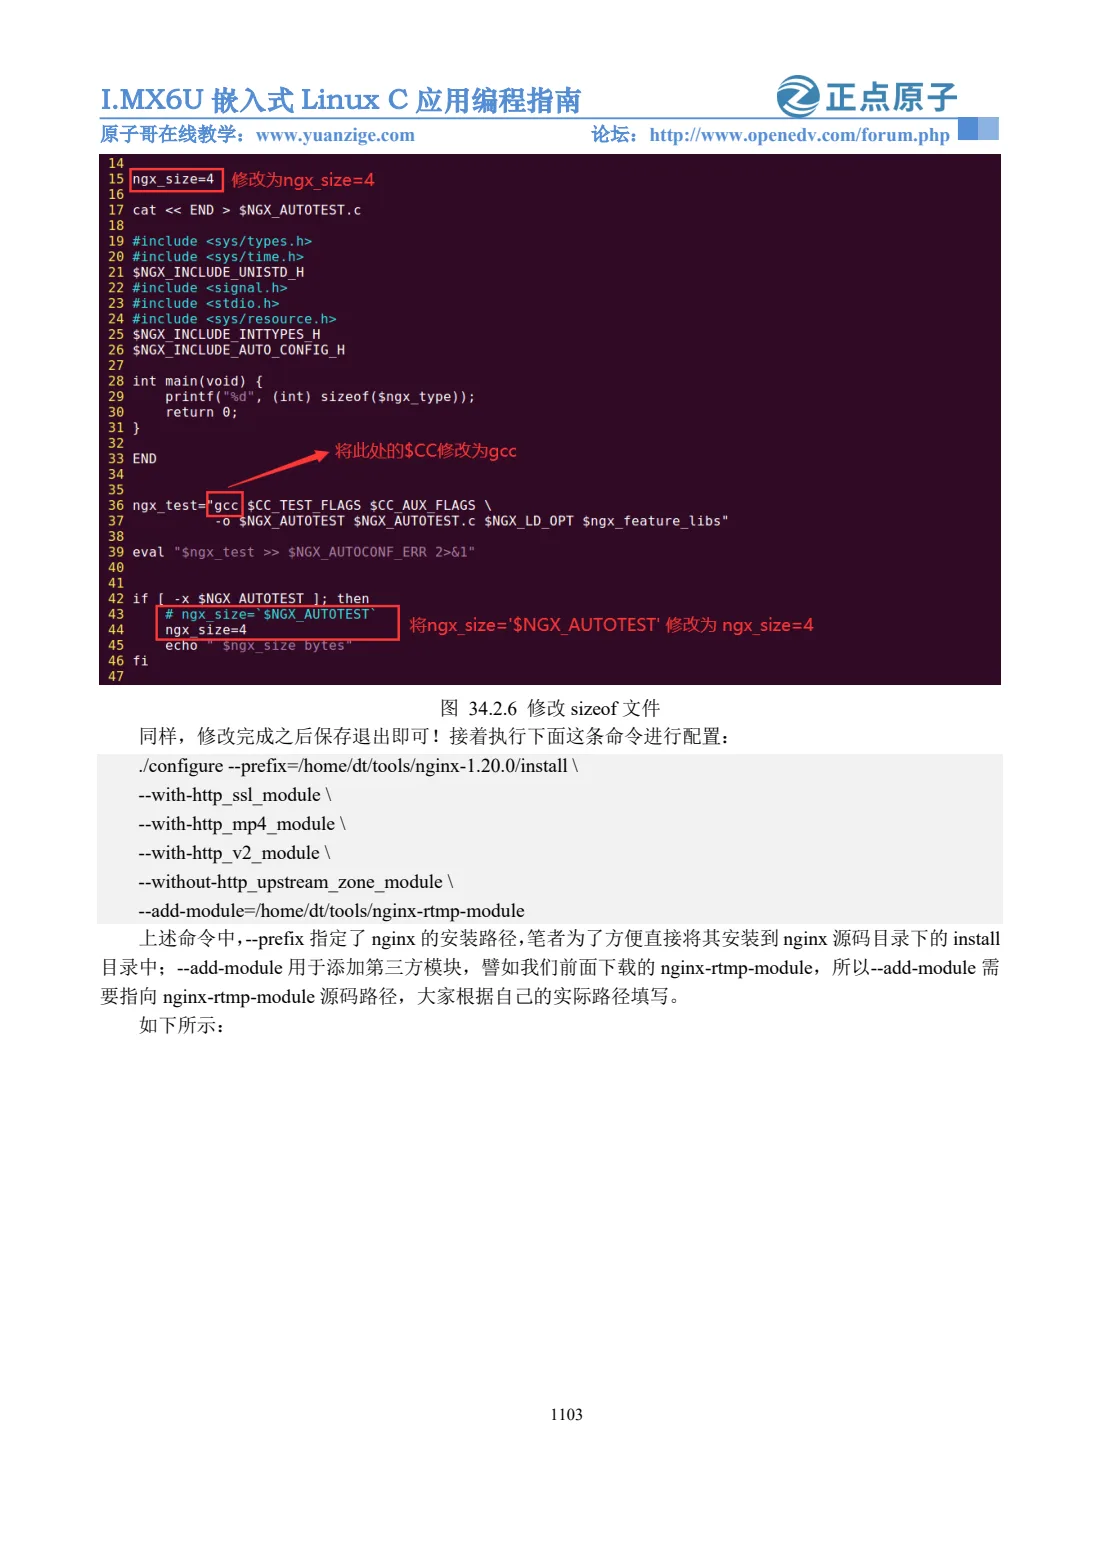 I.MX6U 嵌入式 Linux C 应用编程指南
正点原子
原子哥在线教学：www.yuanzige.com 论坛：http://www.openedv.com/forum.php
14
15 ngx_size=4 修改为ngx_size=4
16
17 cat << END > $NGX_AUTOTEST.c
18
19 #include <sys/types.h>
20 #include <sys/time.h>
21 $NGX_INCLUDE_UNISTD_H
22 #include <signal.h>
23 #include <stdio.h>
24 #include <sys/resource.h>
25 $NGX_INCLUDE_INTTYPES_H
26 $NGX_INCLUDE_AUTO_CONFIG_H
27
28 int main(void) {
29     printf("%d", (int) sizeof($ngx_type));
30     return 0;
31 }
32
将此处的$CC修改为gcc
33 END
34
35
36 ngx_test="gcc $CC_TEST_FLAGS $CC_AUX_FLAGS \
37           -o $NGX_AUTOTEST $NGX_AUTOTEST.c $NGX_LD_OPT $ngx_feature_libs"
38
39 eval "$ngx_test >> $NGX_AUTOCONF_ERR 2>&1"
40
41
42 if [ -x $NGX_AUTOTEST ]; then
43     # ngx_size=`$NGX_AUTOTEST`
44     ngx_size=4 将ngx_size='$NGX_AUTOTEST' 修改为 ngx_size=4
45     echo " $ngx_size bytes"
46 fi
47
图 34.2.6 修改 sizeof 文件
同样，修改完成之后保存退出即可！接着执行下面这条命令进行配置：
./configure --prefix=/home/dt/tools/nginx-1.20.0/install \
--with-http_ssl_module \
--with-http_mp4_module \
--with-http_v2_module \
--without-http_upstream_zone_module \
--add-module=/home/dt/tools/nginx-rtmp-module
上述命令中，--prefix 指定了 nginx 的安装路径，笔者为了方便直接将其安装到 nginx 源码目录下的 install
目录中；--add-module 用于添加第三方模块，譬如我们前面下载的 nginx-rtmp-module，所以--add-module 需
要指向 nginx-rtmp-module 源码路径，大家根据自己的实际路径填写。
如下所示：
1103